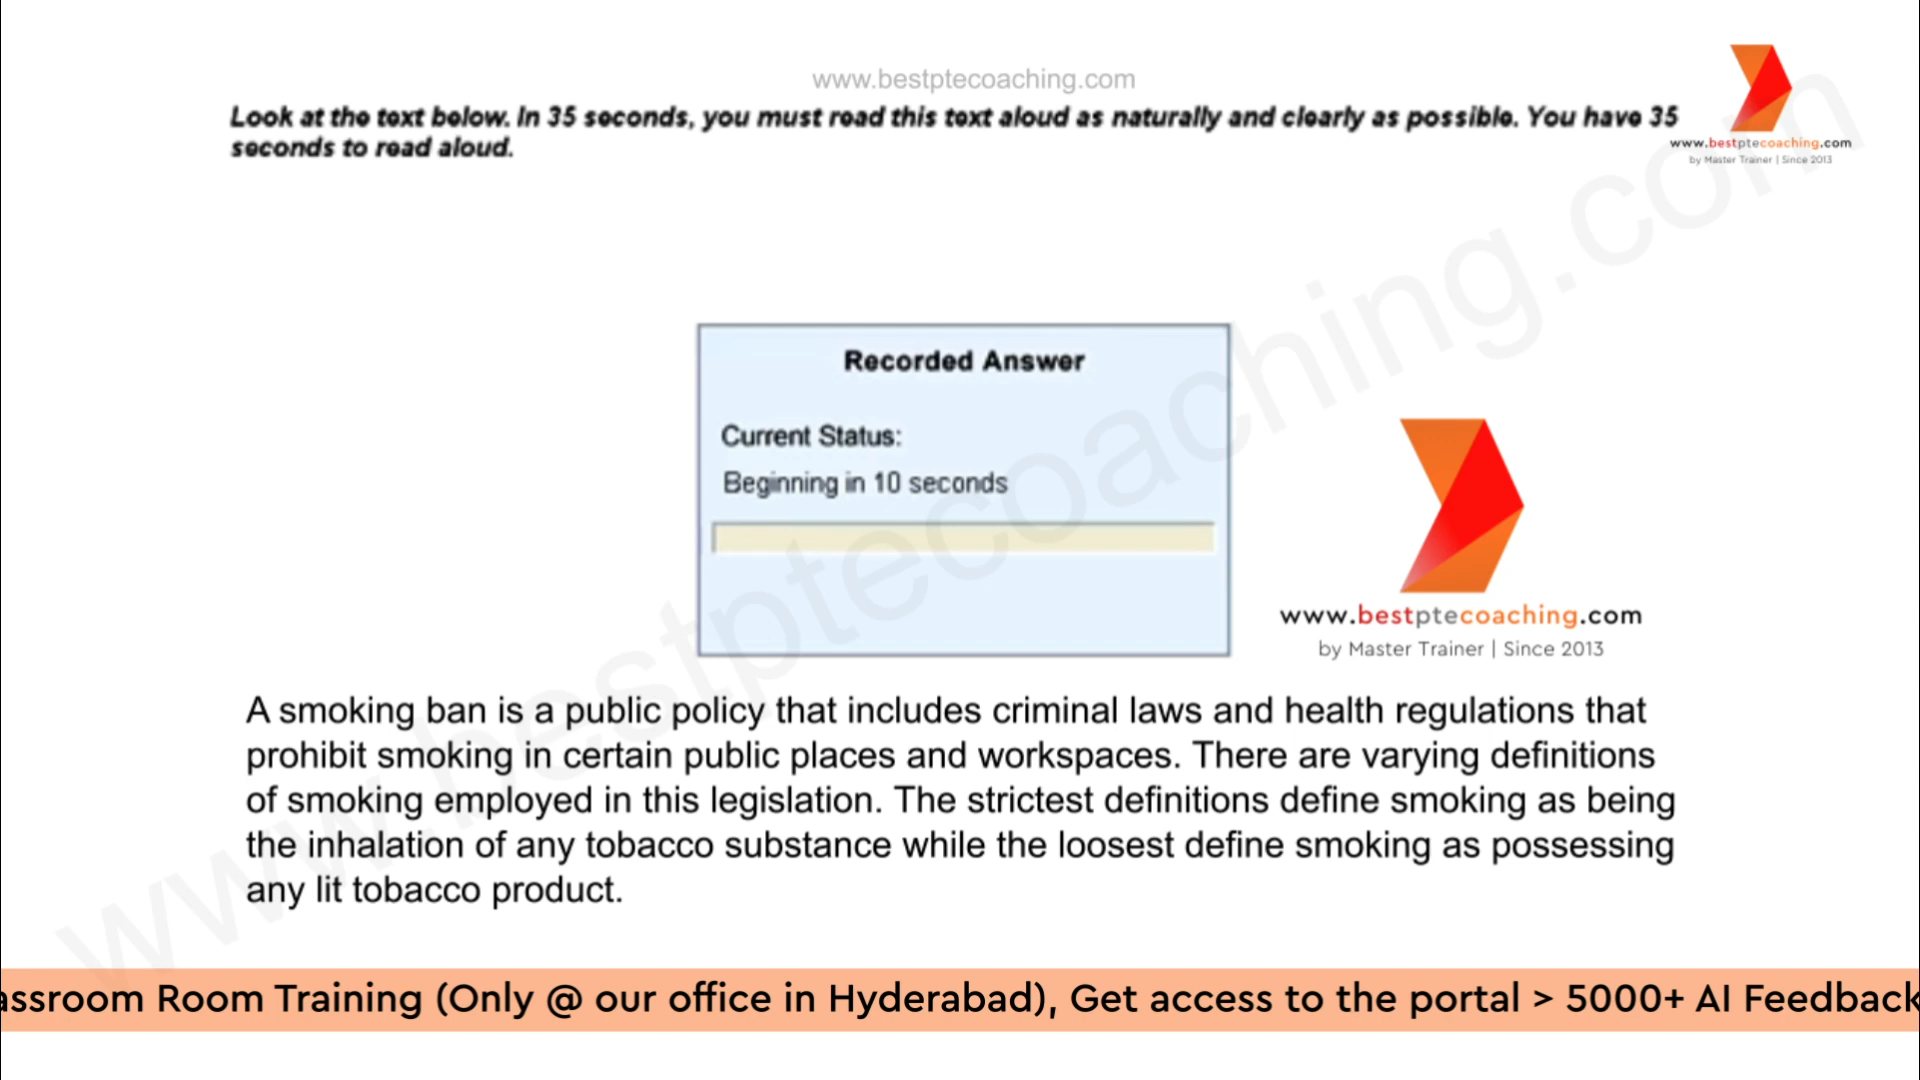 www.bestptecoaching.com
Look at the text below. In 35 seconds, you must read this text aloud as naturally and clearly as possible. You have 35
seconds to read aloud.
www.bestptecoaching.com
by Master Trainer | Since 2013
Recorded Answer
Current Status:
Beginning in 10 seconds
www.bestptecoaching.com
by Master Trainer | Since 2013
www.bestptecoaching.com
A smoking ban is a public policy that includes criminal laws and health regulations that
prohibit smoking in certain public places and workspaces. There are varying definitions
of smoking employed in this legislation. The strictest definitions define smoking as being
the inhalation of any tobacco substance while the loosest define smoking as possessing
any lit tobacco product.
assroom Room Training (Only @ our office in Hyderabad), Get access to the portal > 5000+ AI Feedback